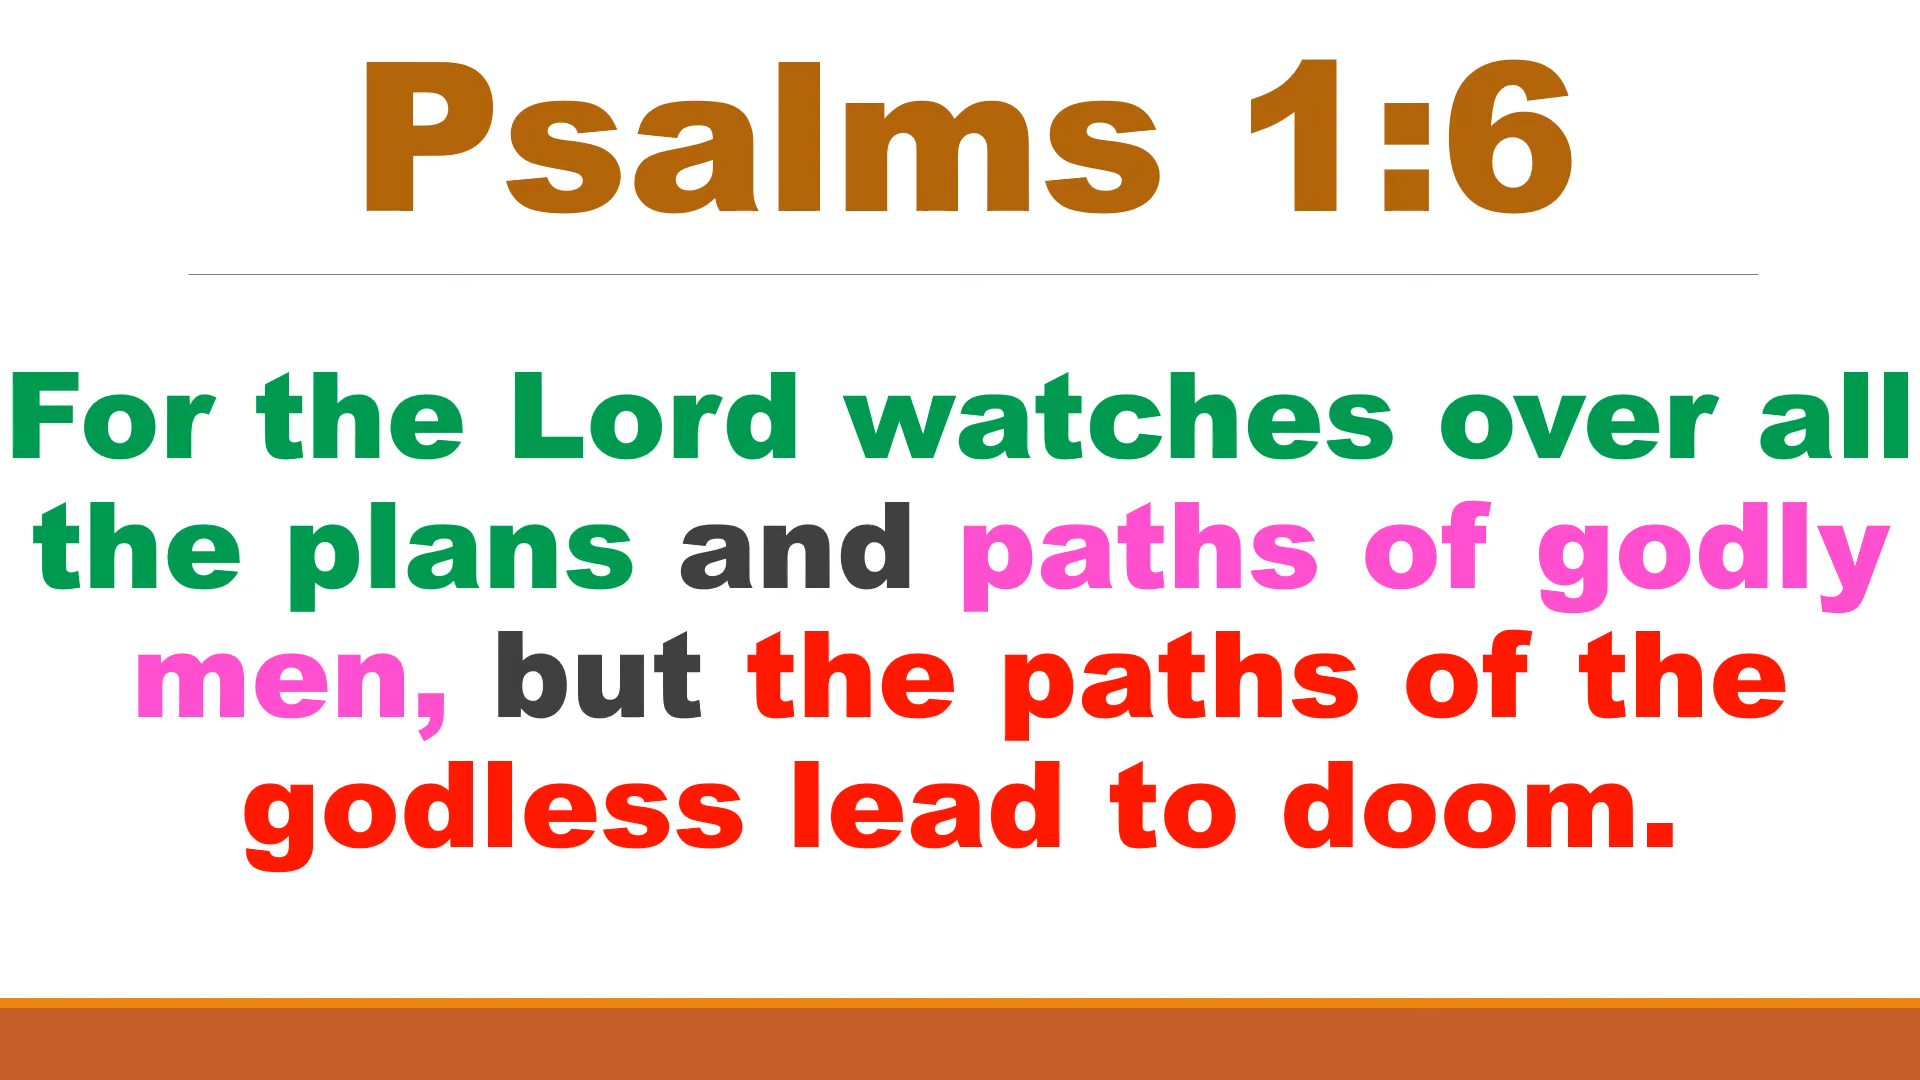 Psalms 1:6
For the Lord watches over all
the plans and paths of godly
men, but the paths of the
godless lead to doom.